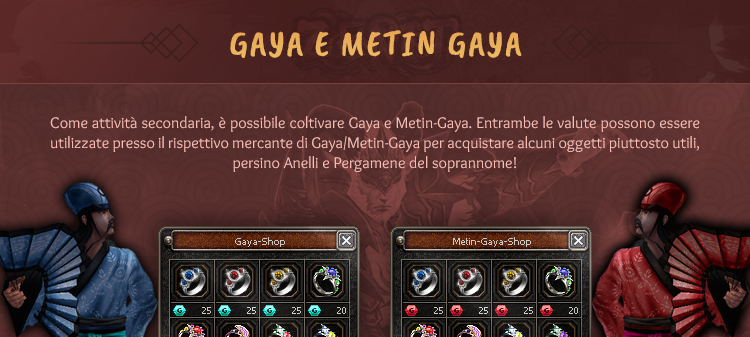 GAYA E METIN GAYA
Come attività secondaria, è possibile coltivare Gaya e Metin-Gaya. Entrambe le valute possono essere
utilizzate presso il rispettivo mercante di Gaya/Metin-Gaya per acquistare alcuni oggetti piuttosto utili,
persino Anelli e Pergamene del soprannome!
Gaya-Shop
Metin-Gaya-Shop
G 25 G 25 G 25 G 20
G 25 G 25 G 25 G 20